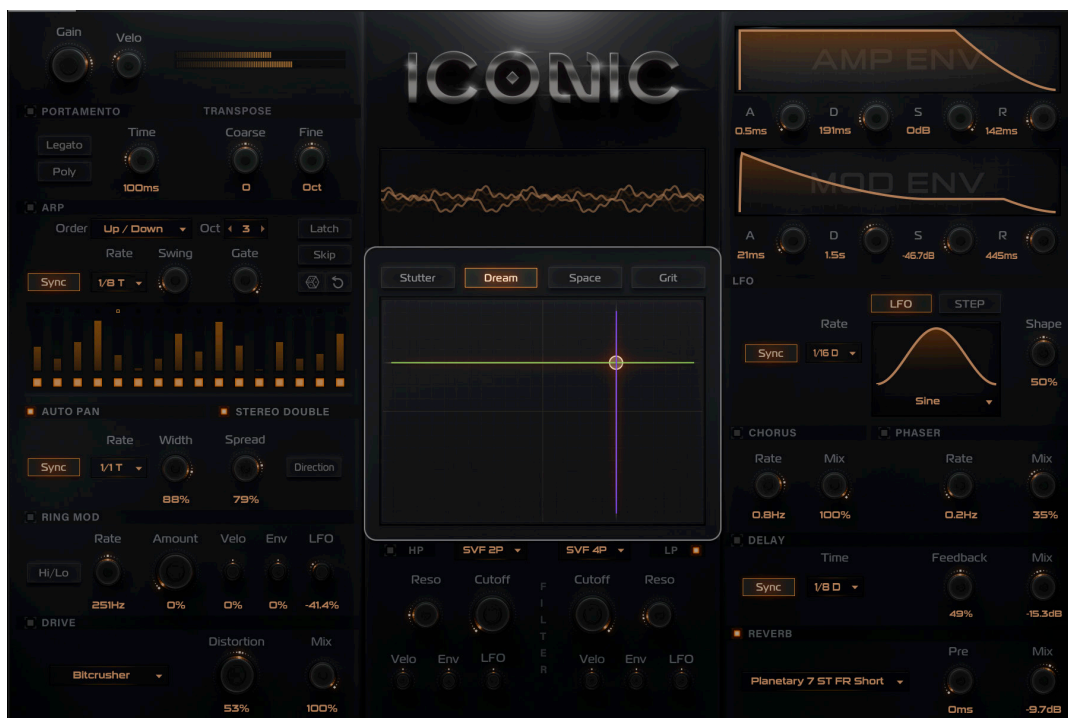 Gain
Velo
PORTAMENTO
TRANSPOSE
Legato
Poly
Time
100ms
Coarse
0
Fine
0ct
ARP
Order Up / Down Oct 3 Latch
Rate Swing Gate Skip
Sync 1/8 T
AUTO PAN
STEREO DOUBLE
Rate Width Spread
Sync 1/1 T Direction
88% 79%
RING MOD
Rate Amount Velo Env LFO
Hi/Lo
251Hz 0% 0% 0% -41.4%
DRIVE
Distortion Mix
Bitcrusher
53% 100%
ICONIC
Stutter Dream Space Grit
HP SVF 2P SVF 4P LP
Reso Cutoff Cutoff Reso
FILTER
Velo Env LFO Velo Env LFO
AMP ENV
A D S R
0.5ms 191ms 0dB 142ms
MOD ENV
A D S R
21ms 1.5s -46.7dB 445ms
LFO
LFO STEP
Rate Shape
Sync 1/16 D
50%
Sine
CHORUS PHASER
Rate Mix Rate Mix
0.8Hz 100% 0.2Hz 35%
DELAY
Time Feedback Mix
Sync 1/8 D
49% -15.3dB
REVERB
Pre Mix
Planetary 7 ST FR Short
0ms -9.7dB